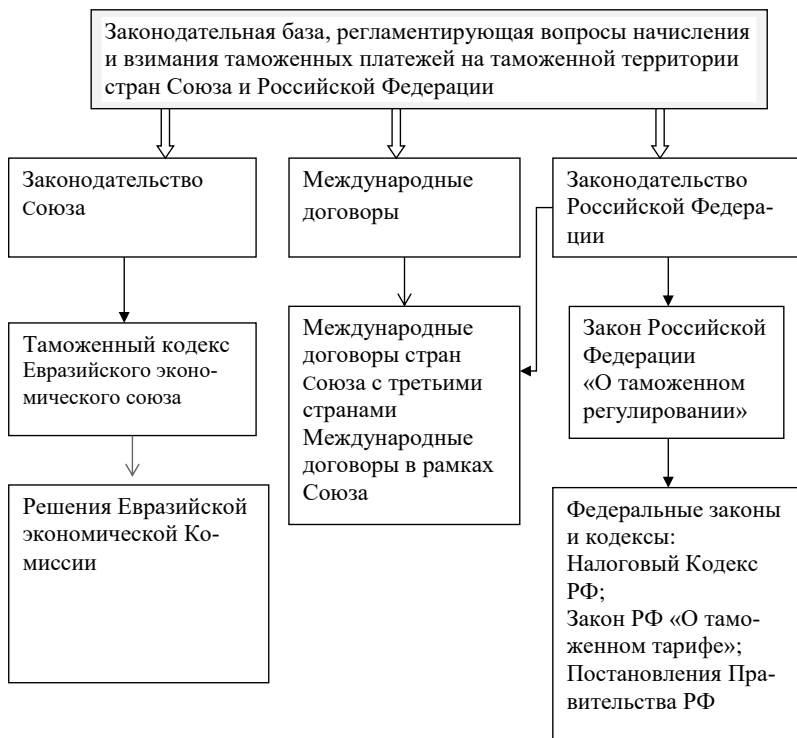 Законодательная база, регламентирующая вопросы начисления
и взимания таможенных платежей на таможенной территории
стран Союза и Российской Федерации
Законодательство
Союза
Международные
договоры
Законодательство
Российской Федера-
ции
Таможенный кодекс
Евразийского эконо-
мического союза
Международные
договоры стран
Союза с третьими
странами
Международные
договоры в рамках
Союза
Закон Российской
Федерации
«О таможенном
регулировании»
Решения Евразийской
экономической Ко-
миссии
Федеральные законы
и кодексы:
Налоговый Кодекс
РФ;
Закон РФ «О тамо-
женном тарифе»;
Постановления Пра-
вительства РФ